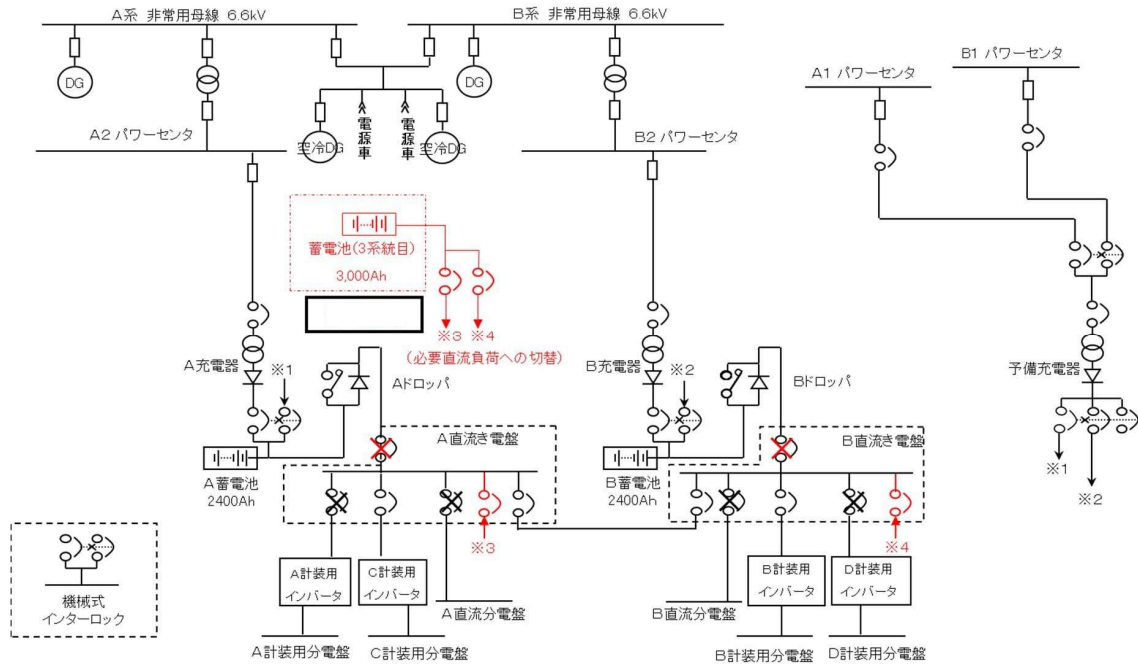 A系 非常用母線 6.6kV
B系 非常用母線 6.6kV
DG
DG
B1 パワーセンタ
A1 パワーセンタ
A2 パワーセンタ
空冷DG
電源車
電源車
空冷DG
B2 パワーセンタ
蓄電池(3系統目)
3,000Ah
※3
※4
(必要直流負荷への切替)
A充電器
※1
Aドロッパ
B充電器
※2
Bドロッパ
予備充電器
A直流き電盤
B直流き電盤
A蓄電池
2400Ah
B蓄電池
2400Ah
※1
※2
※3
※4
機械式
インターロック
A計装用
インバータ
C計装用
インバータ
A直流分電盤
B直流分電盤
B計装用
インバータ
D計装用
インバータ
A計装用分電盤
C計装用分電盤
B計装用分電盤
D計装用分電盤